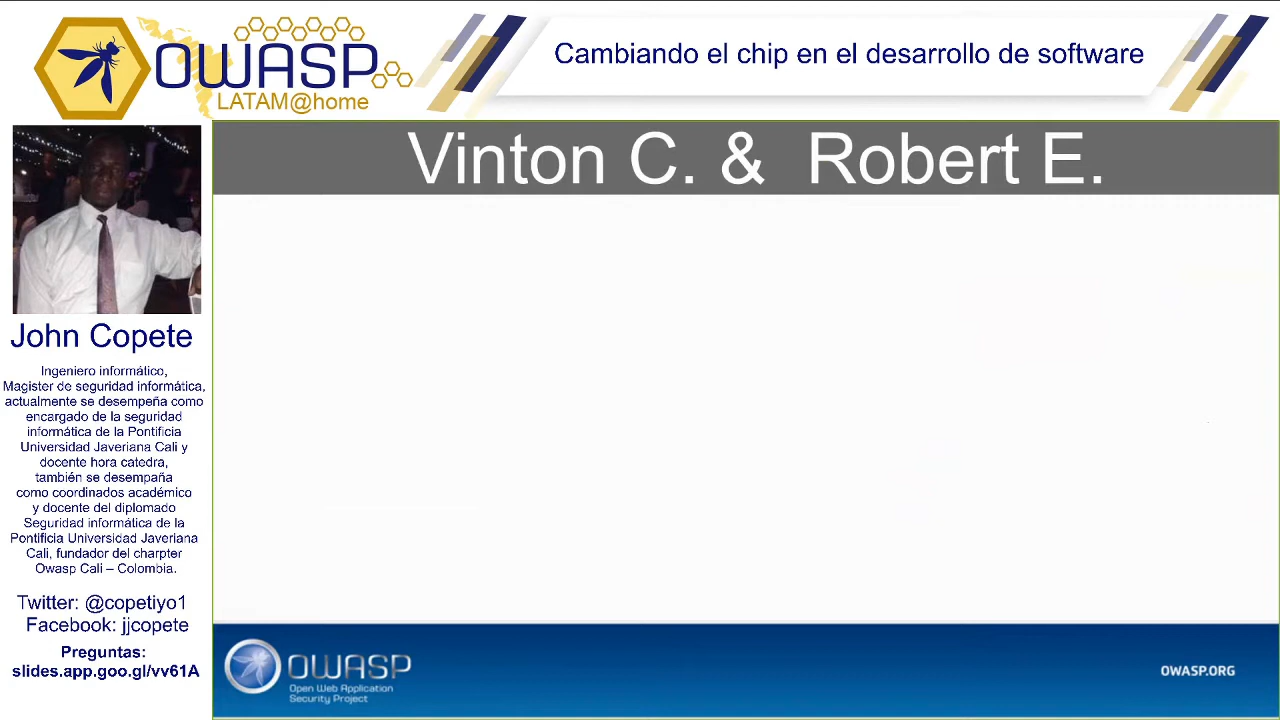 OWASP
LATAM@home
Cambiando el chip en el desarrollo de software
Vinton C. & Robert E.
John Copete
Ingeniero informático,
Magister de seguridad informática,
actualmente se desempeña como
encargado de la seguridad
informática de la Pontificia
Universidad Javeriana Cali y
docente hora catedra,
también se desempaña
como coordinados académico
y docente del diplomado
Seguridad informática de la
Pontificia Universidad Javeriana
Cali, fundador del charpter
Owasp Cali – Colombia.
Twitter: @copetiyo1
Facebook: jjcopete
Preguntas:
slides.app.goo.gl/vv61A
OWASP
Open Web Application
Security Project
OWASP.ORG